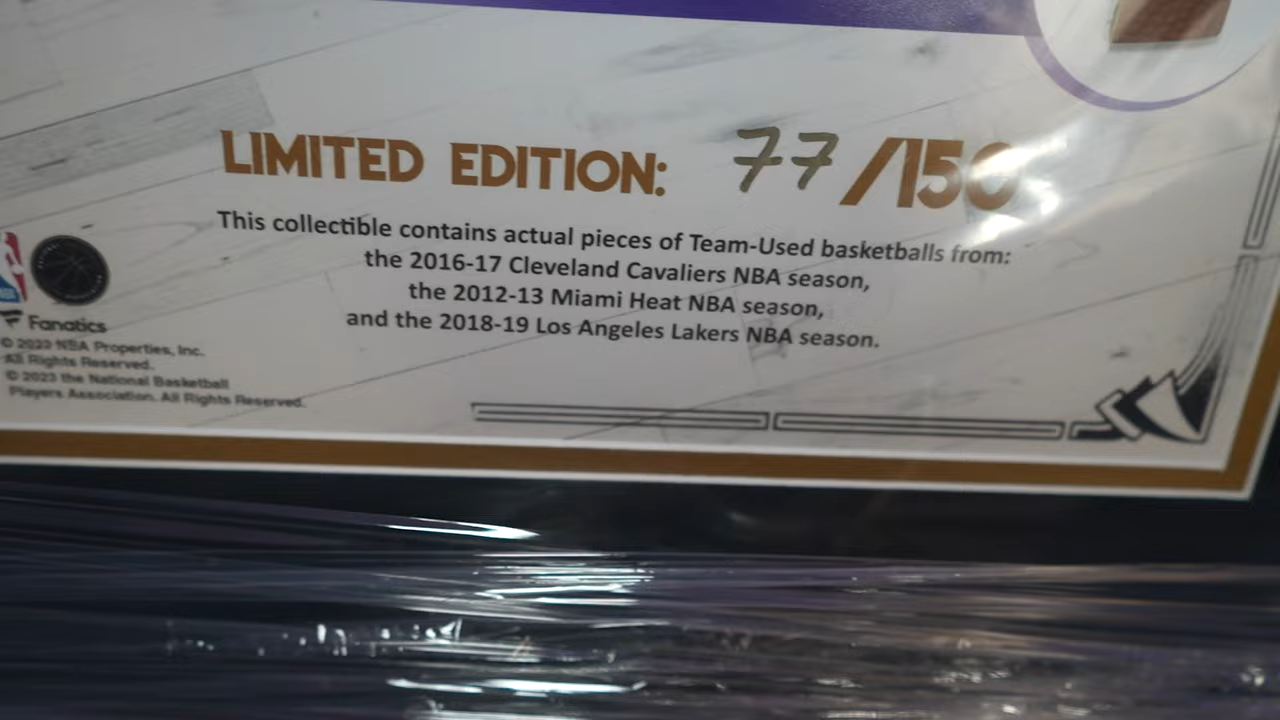 LIMITED EDITION: 77/150
This collectible contains actual pieces of Team-Used basketballs from:
the 2016-17 Cleveland Cavaliers NBA season,
the 2012-13 Miami Heat NBA season,
and the 2018-19 Los Angeles Lakers NBA season.
Fanatics
© 2023 NBA Properties, Inc.
All Rights Reserved.
© 2023 the National Basketball
Players Association. All Rights Reserved.